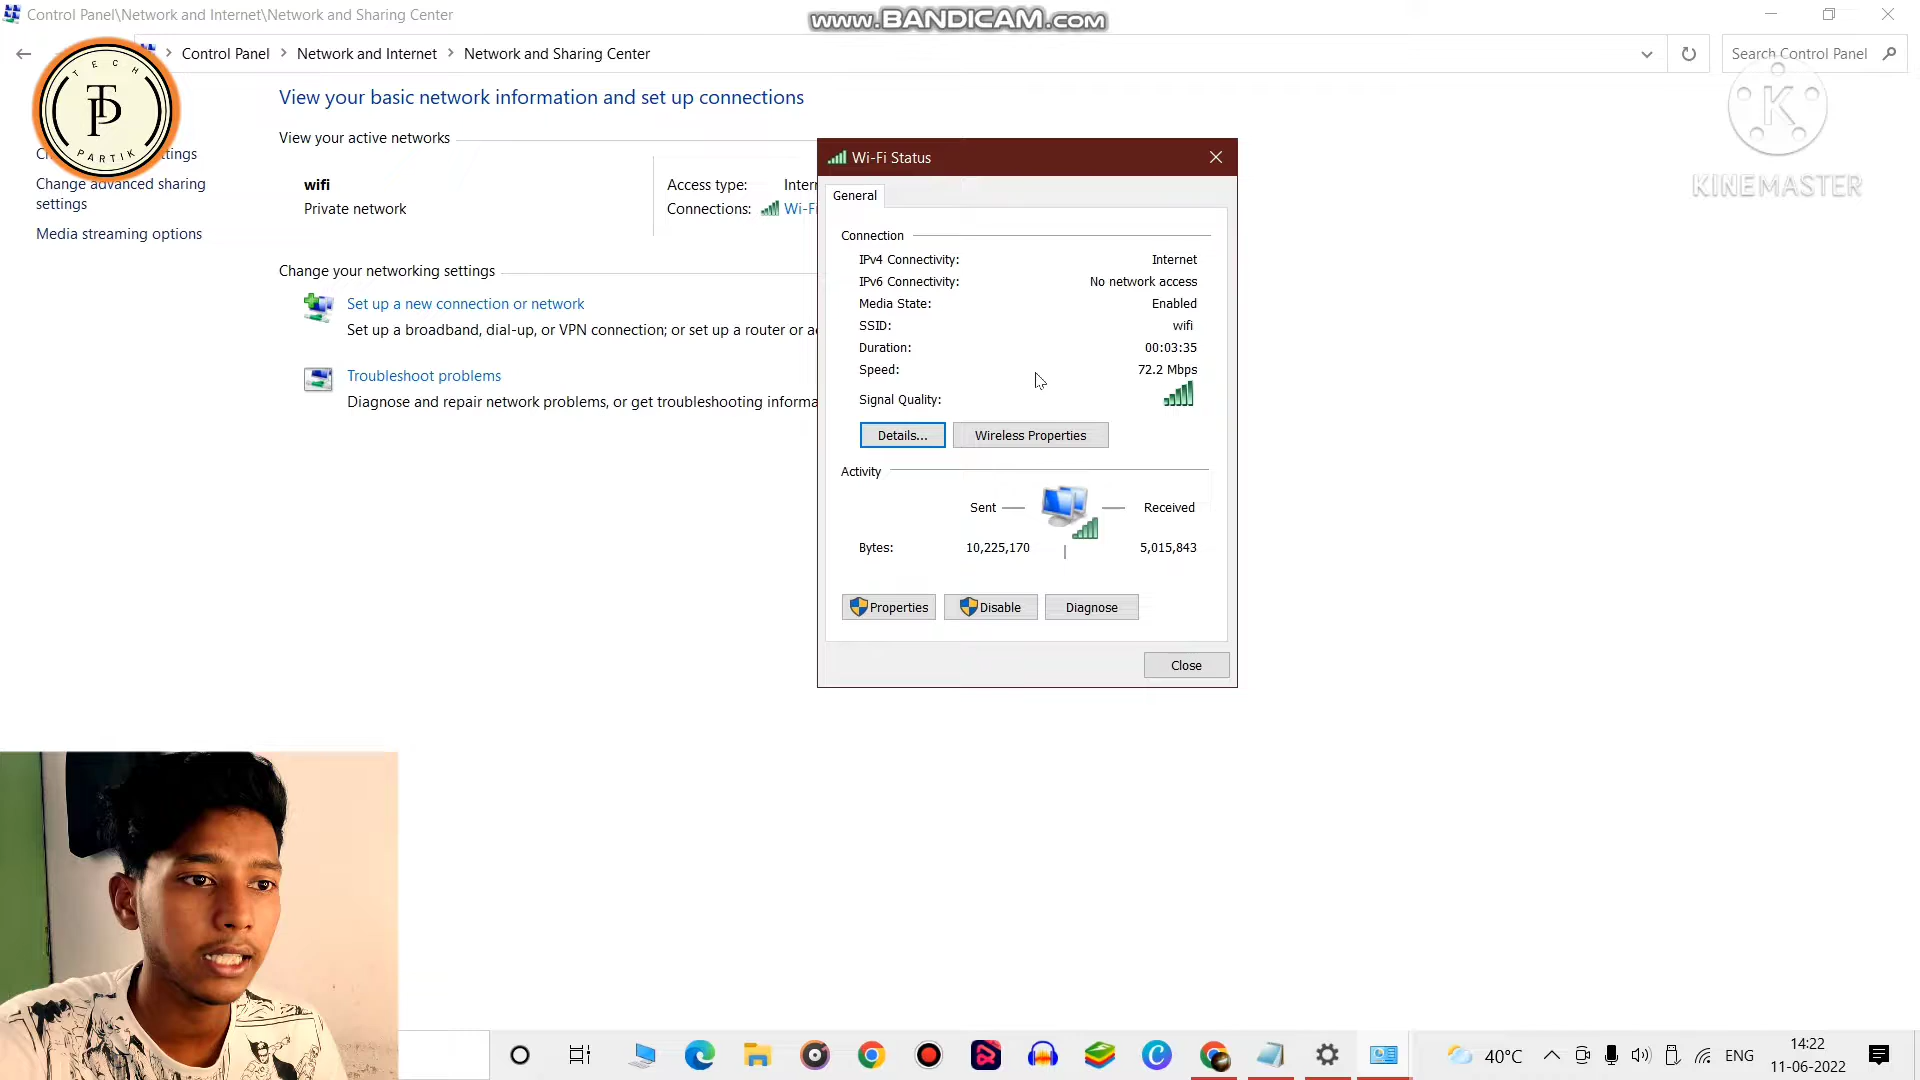 Control Panel\Network and Internet\Network and Sharing Center
www.BANDICAM.com
Control Panel > Network and Internet > Network and Sharing Center
Search Control Panel
TECH
TP
PARTIK
K
KINEMASTER
View your basic network information and set up connections
View your active networks
Change advanced sharing
settings
Media streaming options
wifi
Private network
Access type:
Connections:
Change your networking settings
Set up a new connection or network
Set up a broadband, dial-up, or VPN connection; or set up a router or
Troubleshoot problems
Diagnose and repair network problems, or get troubleshooting
Wi-Fi Status
General
Connection
IPv4 Connectivity: Internet
IPv6 Connectivity: No network access
Media State: Enabled
SSID: wifi
Duration: 00:03:35
Speed: 72.2 Mbps
Signal Quality:
Details... Wireless Properties
Activity
Sent — — Received
Bytes: 10,225,170 | 5,015,843
Properties Disable Diagnose
Close
40°C
ENG
14:22
11-06-2022